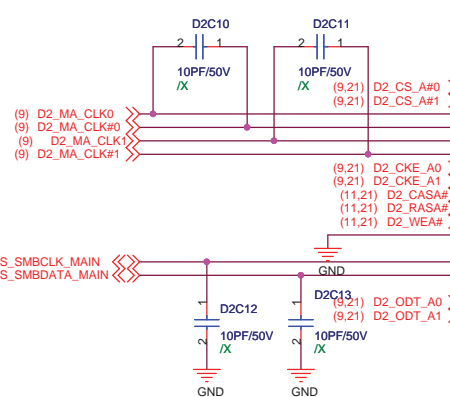 D2C10
D2C11
2 1
2 1
10PF/50V
10PF/50V
/X
/X
(9,21) D2_CS_A#0
(9,21) D2_CS_A#1
(9) D2_MA_CLK0
(9) D2_MA_CLK#0
(9) D2_MA_CLK1
(9) D2_MA_CLK#1
(9,21) D2_CKE_A0
(9,21) D2_CKE_A1
(11,21) D2_CASA#
(11,21) D2_RASA#
(11,21) D2_WEA#
GND
S_SMBCLK_MAIN
S_SMBDATA_MAIN
1
D2C12
2
10PF/50V
/X
GND
1
D2C13
2
10PF/50V
/X
GND
(9,21) D2_ODT_A0
(9,21) D2_ODT_A1